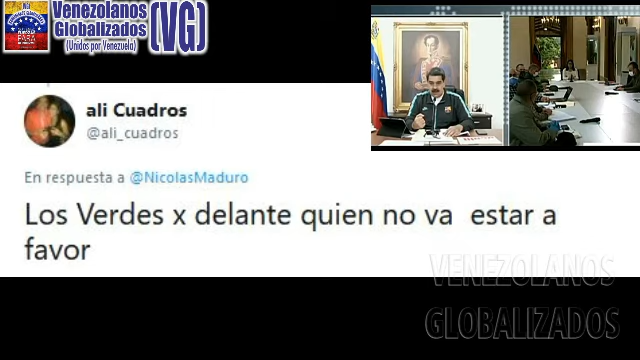 Venezolanos
Globalizados
(Unidos por Venezuela)
(VG)
ali Cuadros
@ali_cuadros
En respuesta a @NicolasMaduro
Los Verdes x delante quien no va estar a
favor
VENEZOLANOS
GLOBALIZADOS